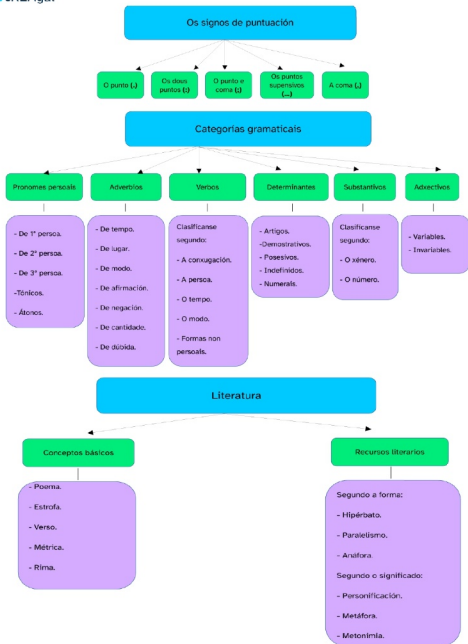 Os signos de puntuación
O punto (.)
Os dous
puntos (:)
O punto e
coma (;)
Os puntos
supensivos
(...)
A coma (,)
Categorías gramaticais
Pronomes persoais
Adverbios
Verbos
Determinantes
Substantivos
Adxectivos
- De 1ª persoa.
- De 2ª persoa.
- De 3ª persoa.
-Tónicos.
- Átonos.
- De tempo.
- De lugar.
- De modo.
- De afirmación.
- De negación.
- De cantidade.
- De dúbida.
Clasifícanse
segundo:
- A conxugación.
- A persoa.
- O tempo.
- O modo.
- Formas non
persoais.
- Artigos.
-Demostrativos.
- Posesivos.
- Indefinidos.
- Numerais.
Clasifícanse
segundo:
- O xénero.
- O número.
- Variables.
- Invariables.
Literatura
Conceptos básicos
Recursos literarios
- Poema.
- Estrofa.
- Verso.
- Métrica.
- Rima.
Segundo a forma:
- Hipérbato.
- Paralelismo.
- Anáfora.
Segundo o significado:
- Personificación.
- Metáfora.
- Metonimia.